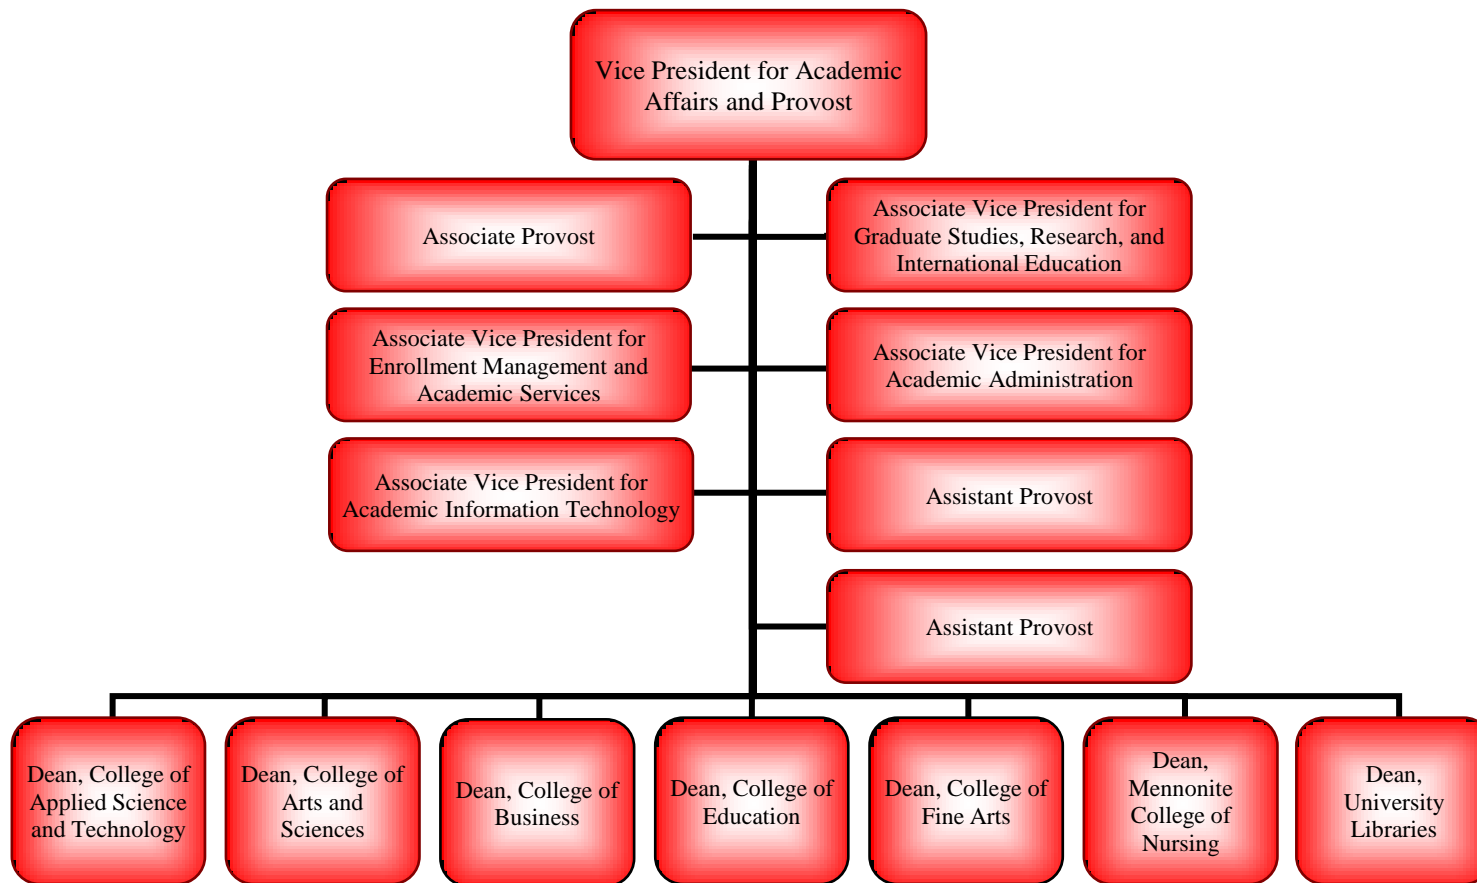 Vice President for Academic
Affairs and Provost
Associate Provost
Associate Vice President for
Graduate Studies, Research, and
International Education
Associate Vice President for
Enrollment Management and
Academic Services
Associate Vice President for
Academic Administration
Associate Vice President for
Academic Information Technology
Assistant Provost
Assistant Provost
Dean, College of
Applied Science
and Technology
Dean, College of
Arts and
Sciences
Dean, College of
Business
Dean, College of
Education
Dean, College of
Fine Arts
Dean,
Mennonite
College of
Nursing
Dean,
University
Libraries